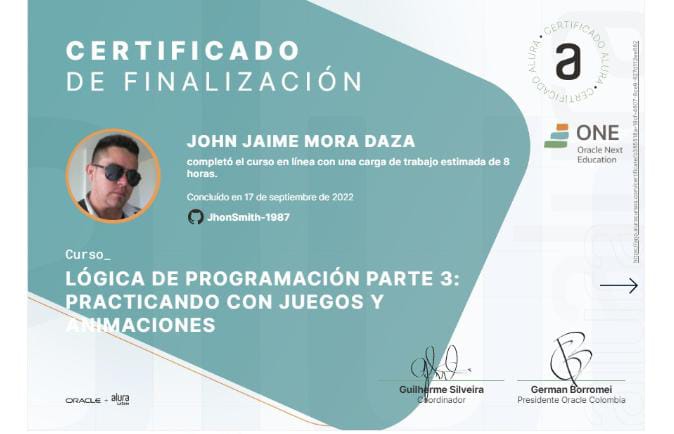 CERTIFICADO
DE FINALIZACIÓN
JOHN JAIME MORA DAZA
completó el curso en línea con una carga de trabajo estimada de 8
horas.
Concluído en 17 de septiembre de 2022
JhonSmith-1987
Curso_
LÓGICA DE PROGRAMACIÓN PARTE 3:
PRACTICANDO CON JUEGOS Y
ANIMACIONES
ORACLE + alura
LATAM
CERTIFICADO ALURA • CERTIFICADO ALURA •
a
ONE
Oracle Next
Education
Guilherme Silveira
Coordinador
German Borromei
Presidente Oracle Colombia